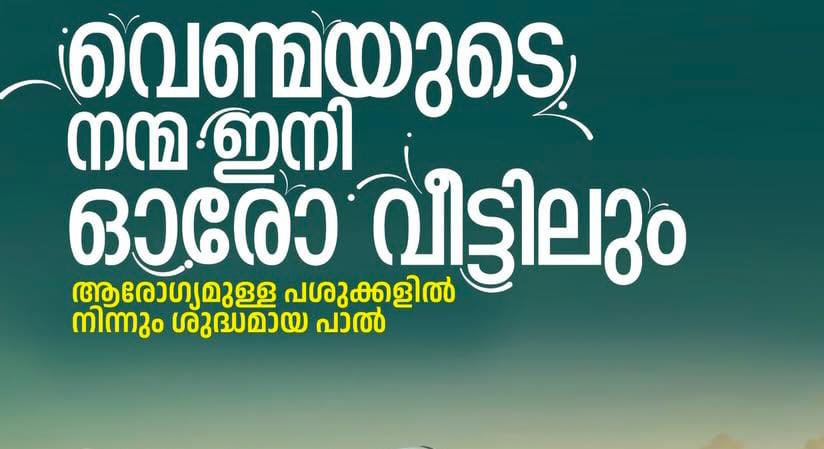 വെണ്മയുടെ
നന്മ ഇനി
ഓരോ വീട്ടിലും
ആരോഗ്യമുള്ള പശുക്കളിൽ
നിന്നും ശുദ്ധമായ പാൽ